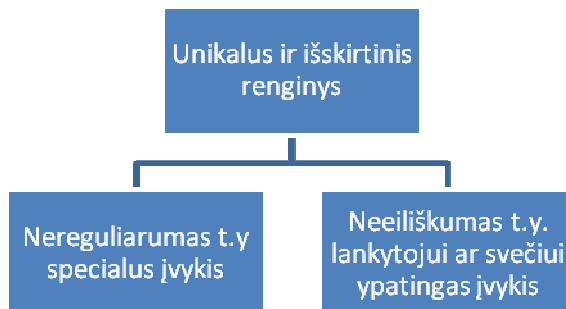 Unikalus ir išskirtinis
renginys
Nereguliarumas t.y
specialus įvykis
Neeiliškumas t.y.
lankytojui ar svečiui
ypatingas įvykis